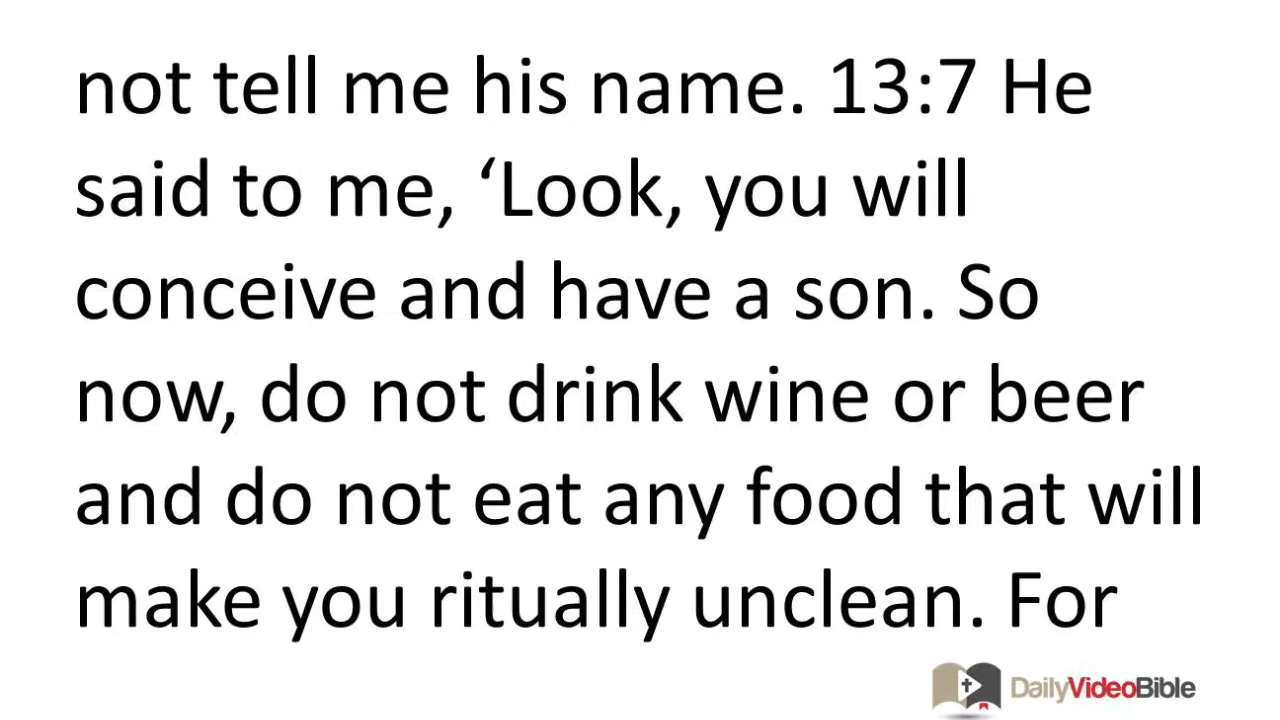 not tell me his name. 13:7 He
said to me, ‘Look, you will
conceive and have a son. So
now, do not drink wine or beer
and do not eat any food that will
make you ritually unclean. For
DailyVideoBible